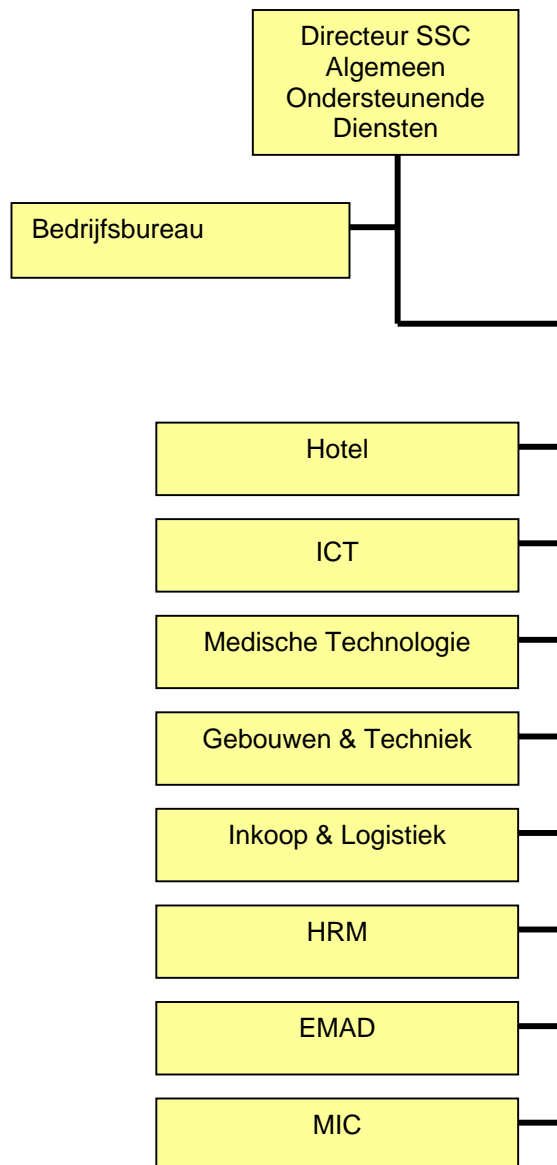 Directeur SSC
Algemeen
Ondersteunende
Diensten
Bedrijfsbureau
Hotel
ICT
Medische Technologie
Gebouwen & Techniek
Inkoop & Logistiek
HRM
EMAD
MIC